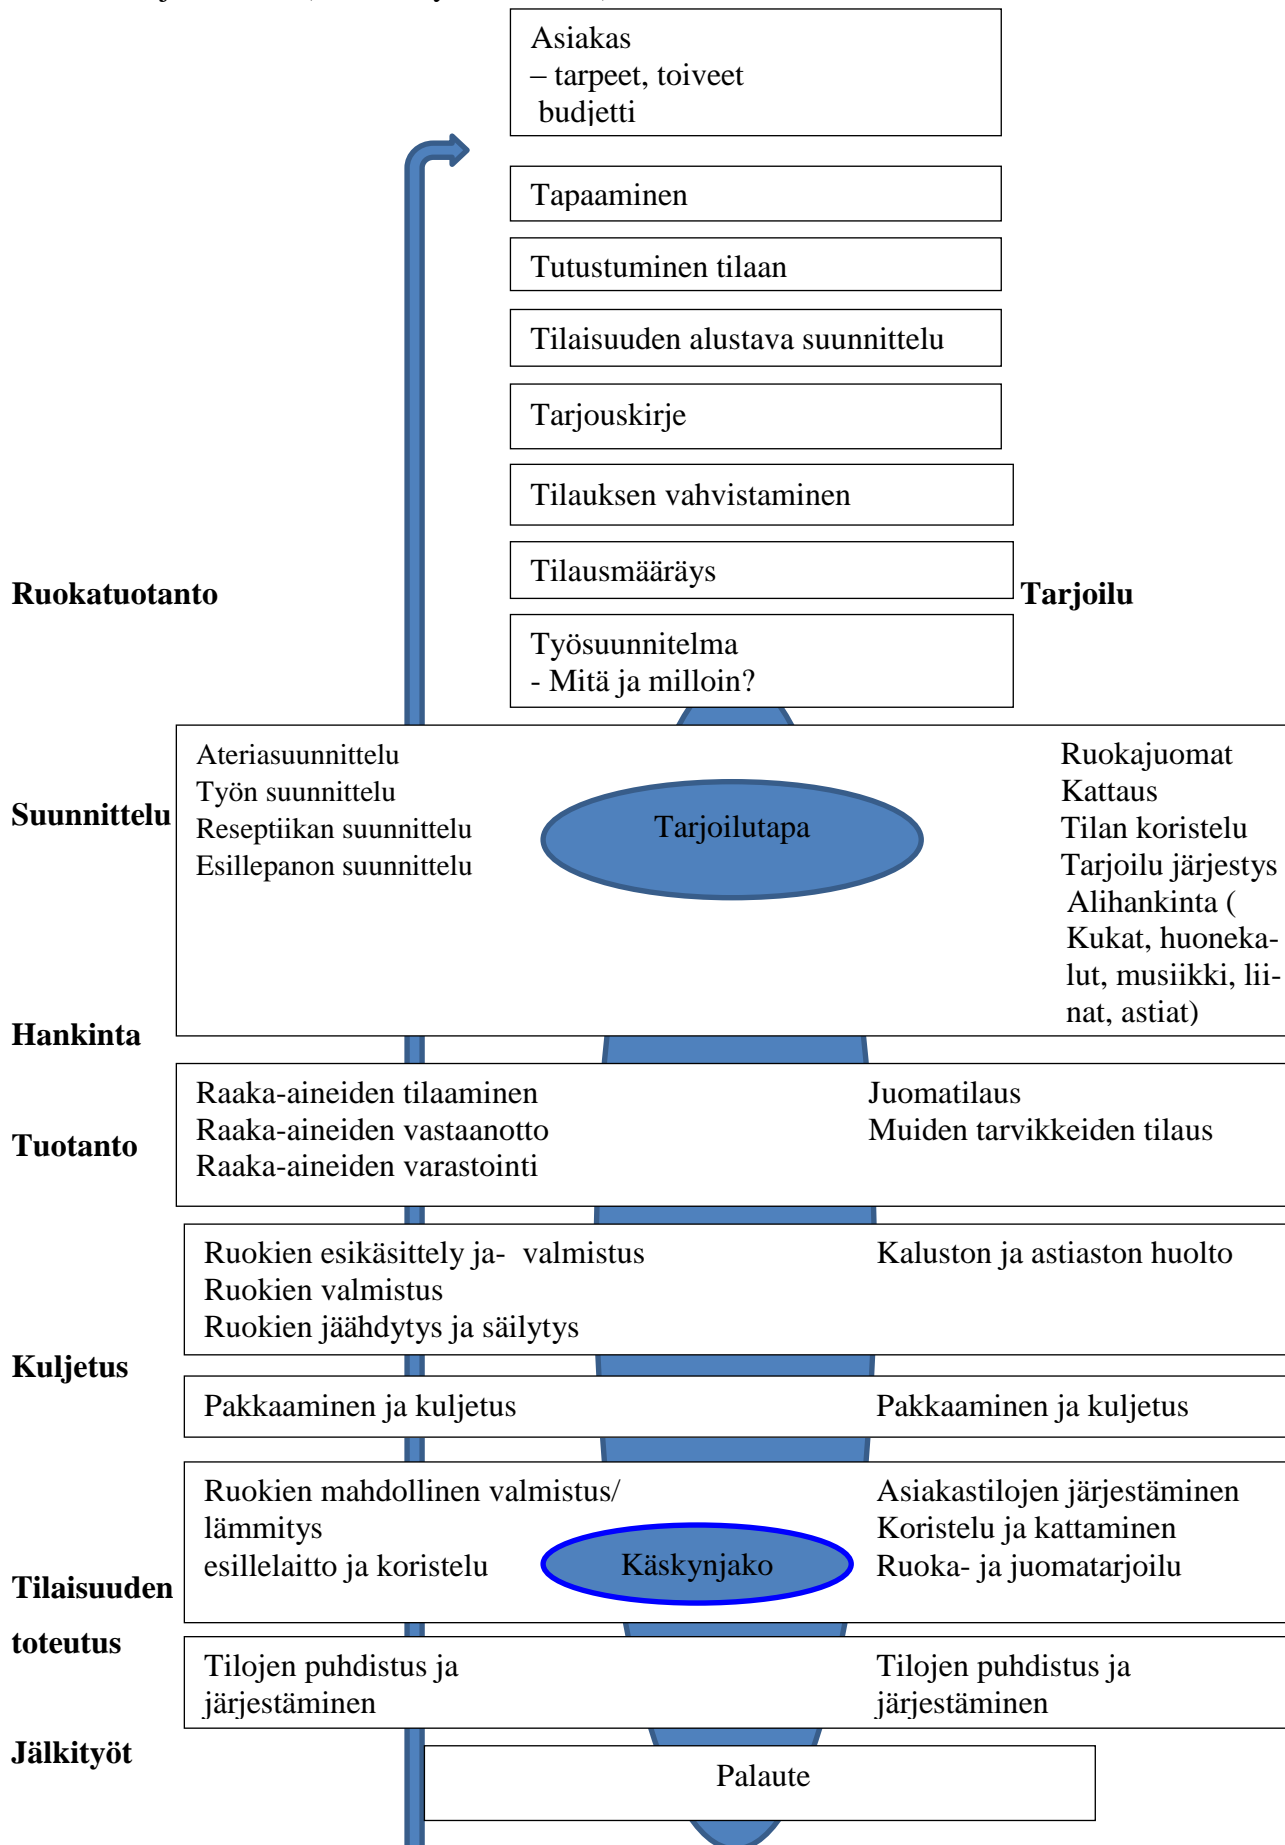 Asiakas
– tarpeet, toiveet
budjetti
Tapaaminen
Tutustuminen tilaan
Tilaisuuden alustava suunnittelu
Tarjouskirje
Tilauksen vahvistaminen
Tilausmääräys
Ruokatuotanto
Tarjoilu
Työsuunnitelma
- Mitä ja milloin?
Suunnittelu
Ateriasuunnittelu
Työn suunnittelu
Reseptiikan suunnittelu
Esillepanon suunnittelu
Tarjoilutapa
Ruokajuomat
Kattaus
Tilan koristelu
Tarjoilu järjestys
Alihankinta (
Kukat, huoneka-
lut, musiikki, lii-
nat, astiat)
Hankinta
Raaka-aineiden tilaaminen
Raaka-aineiden vastaanotto
Raaka-aineiden varastointi
Juomatilaus
Muiden tarvikkeiden tilaus
Tuotanto
Ruokien esikäsittely ja- valmistus
Ruokien valmistus
Ruokien jäähdytys ja säilytys
Kaluston ja astiaston huolto
Kuljetus
Pakkaaminen ja kuljetus
Pakkaaminen ja kuljetus
Ruokien mahdollinen valmistus/
lämmitys
esillelaitto ja koristelu
Käskynjako
Asiakastilojen järjestäminen
Koristelu ja kattaminen
Ruoka- ja juomatarjoilu
Tilaisuuden
toteutus
Tilojen puhdistus ja
järjestäminen
Tilojen puhdistus ja
järjestäminen
Jälkityöt
Palaute